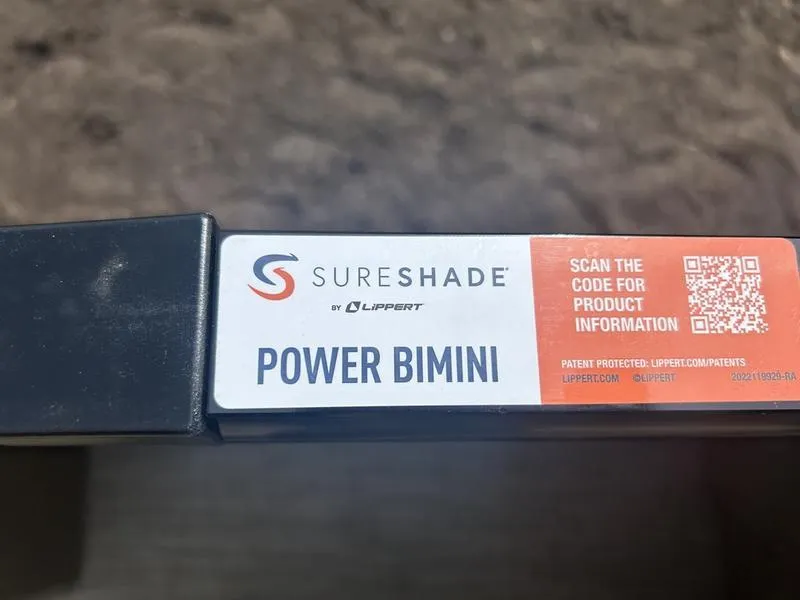 SURESHADE®
BY LIPPERT
POWER BIMINI
SCAN THE
CODE FOR
PRODUCT
INFORMATION
PATENT PROTECTED: LIPPERT.COM/PATENTS
LIPPERT.COM ©LIPPERT 2022119929-RA